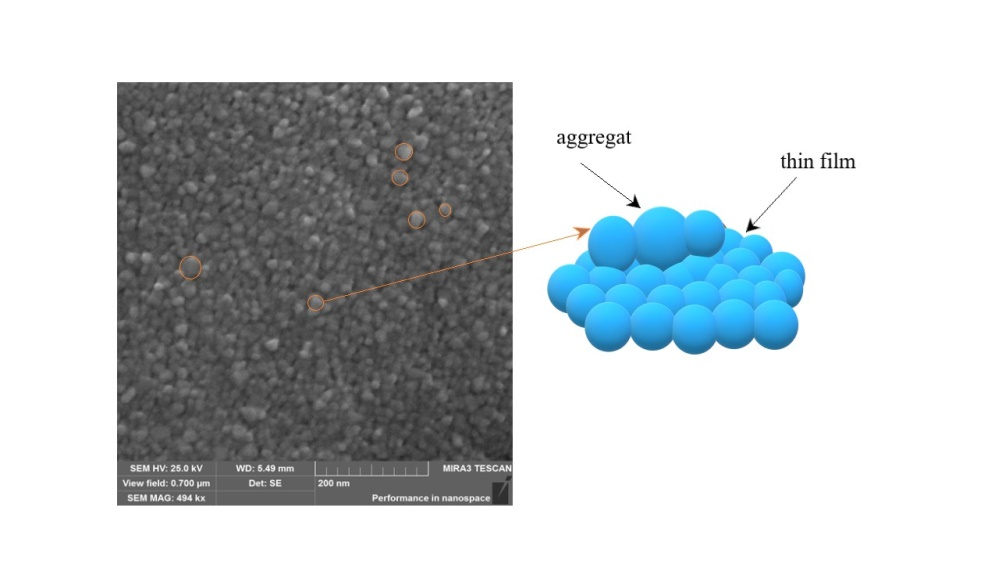 aggregat
thin film
SEM HV: 25.0 kV
WD: 5.49 mm
MIRA3 TESCAN
View field: 0.700 µm
Det: SE
200 nm
SEM MAG: 494 kx
Performance in nanospace